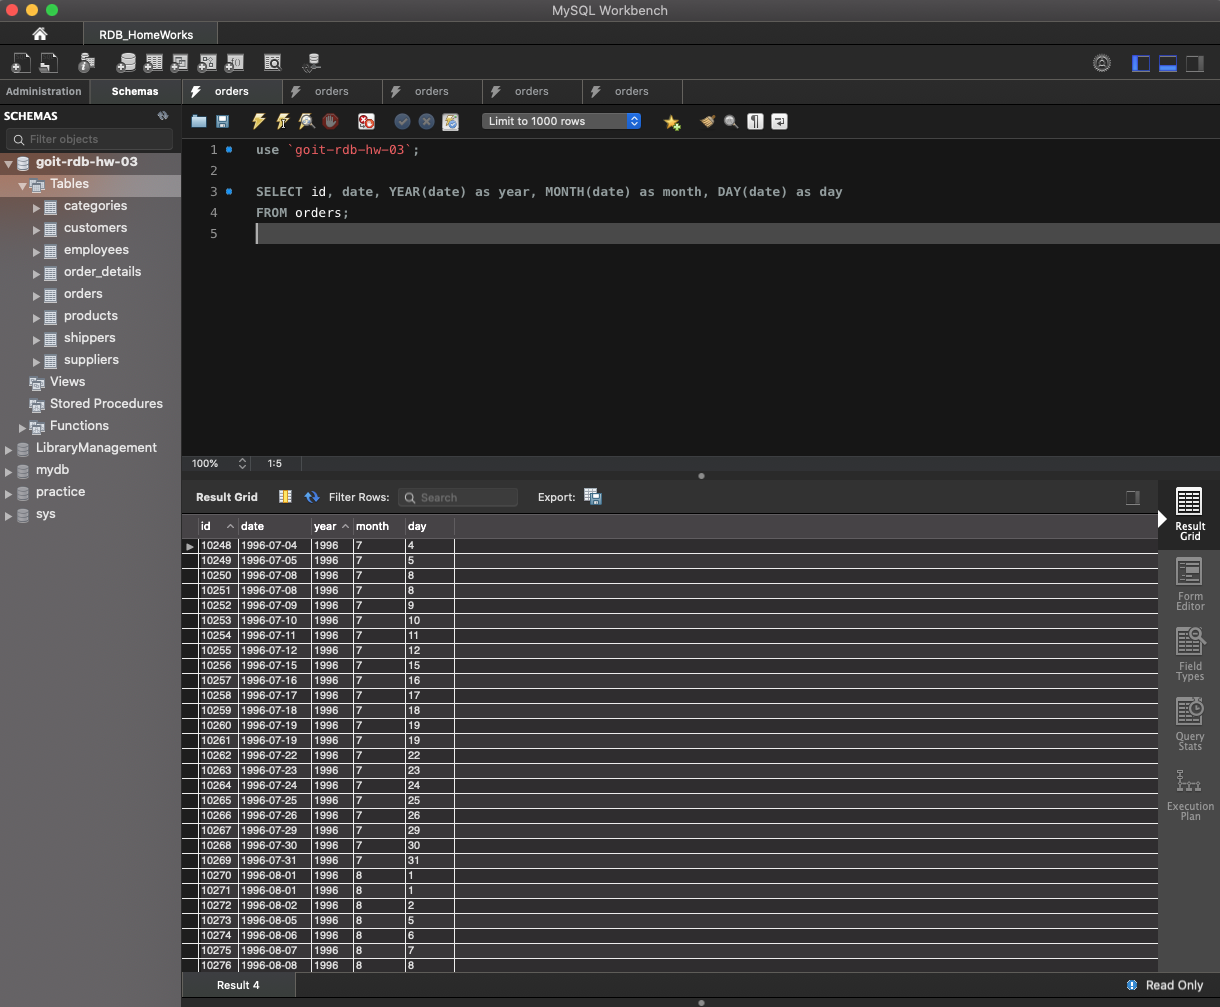 MySQL Workbench
RDB_HomeWorks
Administration Schemas orders orders orders orders orders
SCHEMAS
Filter objects
goit-rdb-hw-03
Tables
categories
customers
employees
order_details
orders
products
shippers
suppliers
Views
Stored Procedures
Functions
LibraryManagement
mydb
practice
sys
Limit to 1000 rows
1 use `goit-rdb-hw-03`;
2
3 SELECT id, date, YEAR(date) as year, MONTH(date) as month, DAY(date) as day
4 FROM orders;
5
100% 1:5
Result Grid Filter Rows: Search Export:
id date year month day
10248 1996-07-04 1996 7 4
10249 1996-07-05 1996 7 5
10250 1996-07-08 1996 7 8
10251 1996-07-08 1996 7 8
10252 1996-07-09 1996 7 9
10253 1996-07-10 1996 7 10
10254 1996-07-11 1996 7 11
10255 1996-07-12 1996 7 12
10256 1996-07-15 1996 7 15
10257 1996-07-16 1996 7 16
10258 1996-07-17 1996 7 17
10259 1996-07-18 1996 7 18
10260 1996-07-19 1996 7 19
10261 1996-07-19 1996 7 19
10262 1996-07-22 1996 7 22
10263 1996-07-23 1996 7 23
10264 1996-07-24 1996 7 24
10265 1996-07-25 1996 7 25
10266 1996-07-26 1996 7 26
10267 1996-07-29 1996 7 29
10268 1996-07-30 1996 7 30
10269 1996-07-31 1996 7 31
10270 1996-08-01 1996 8 1
10271 1996-08-01 1996 8 1
10272 1996-08-02 1996 8 2
10273 1996-08-05 1996 8 5
10274 1996-08-06 1996 8 6
10275 1996-08-07 1996 8 7
10276 1996-08-08 1996 8 8
Result
Grid
Form
Editor
Field
Types
Query
Stats
Execution
Plan
Result 4
Read Only